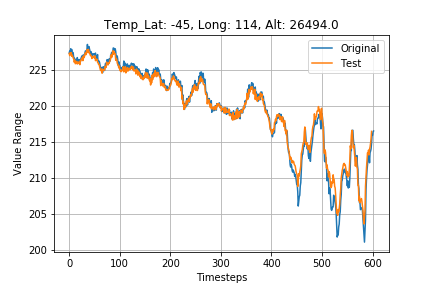 Temp_Lat: -45, Long: 114, Alt: 26494.0
Original
Test
Value Range
225
220
215
210
205
200
0 100 200 300 400 500 600
Timesteps